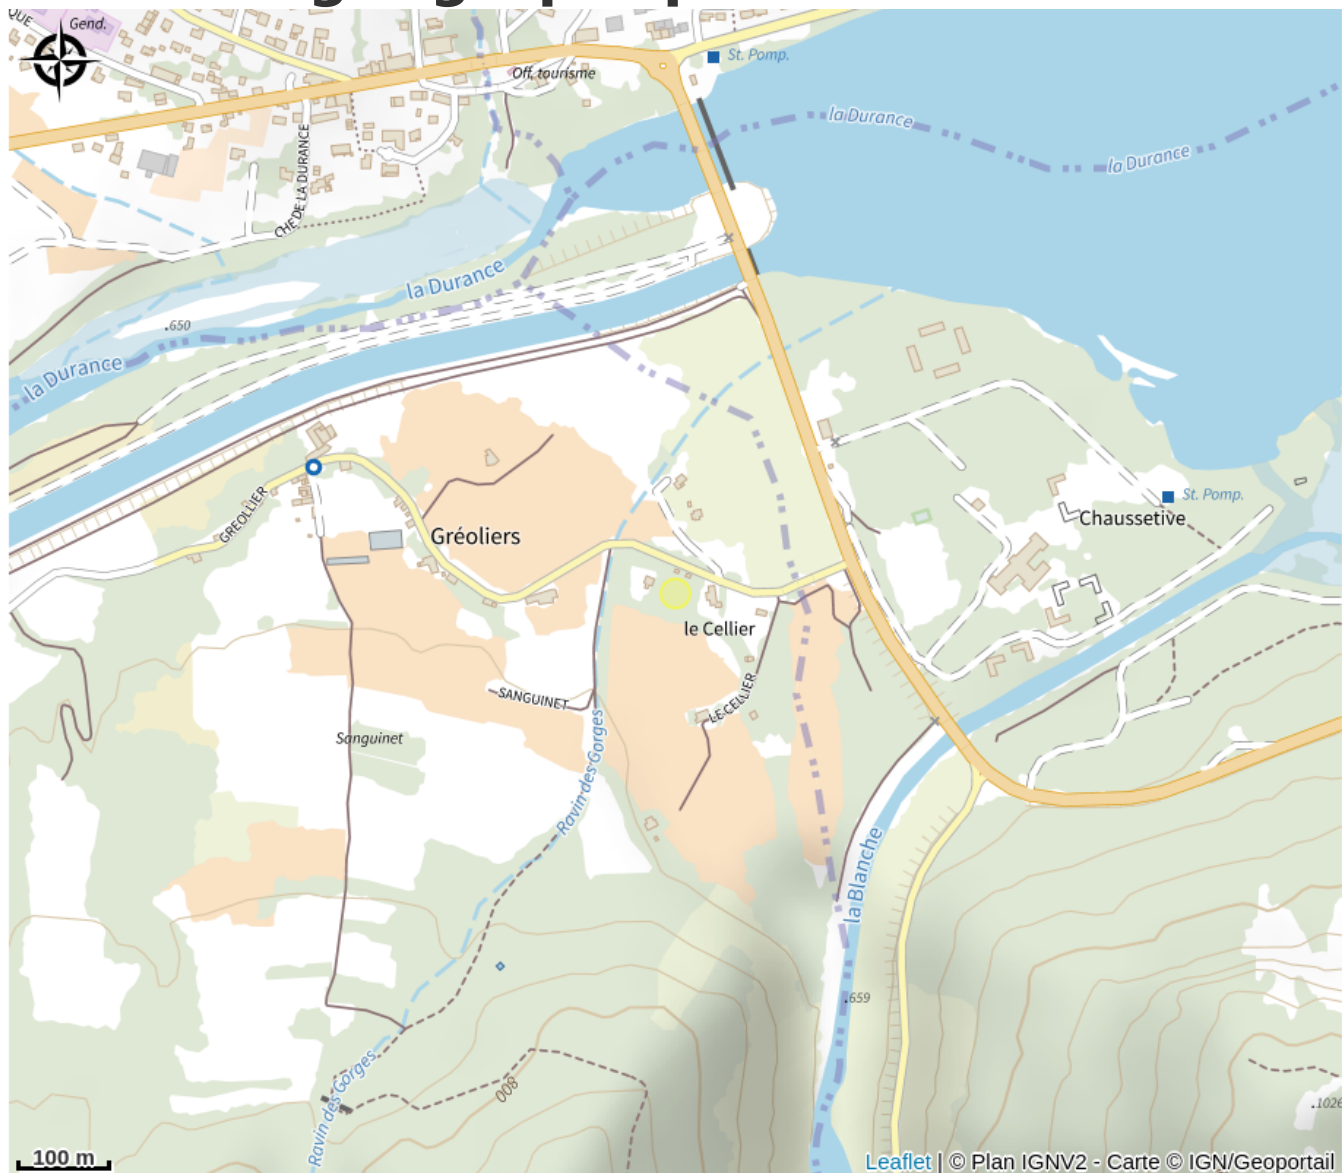 QUE
Gend.
St. Pomp.
Off. tourisme
la Durance
la Durance
CHE DE LA DURANCE
la Durance
.650
la Durance
GREOLLIER
St. Pomp.
Chaussetive
Gréoliers
le Cellier
SANGUINET
LE CELLIER
Sanguinet
Ravin des Gorges
la Blanche
.659
800
Ravin des Gorges
.1026
100 m
Leaflet | © Plan IGNV2 - Carte © IGN/Geoportail